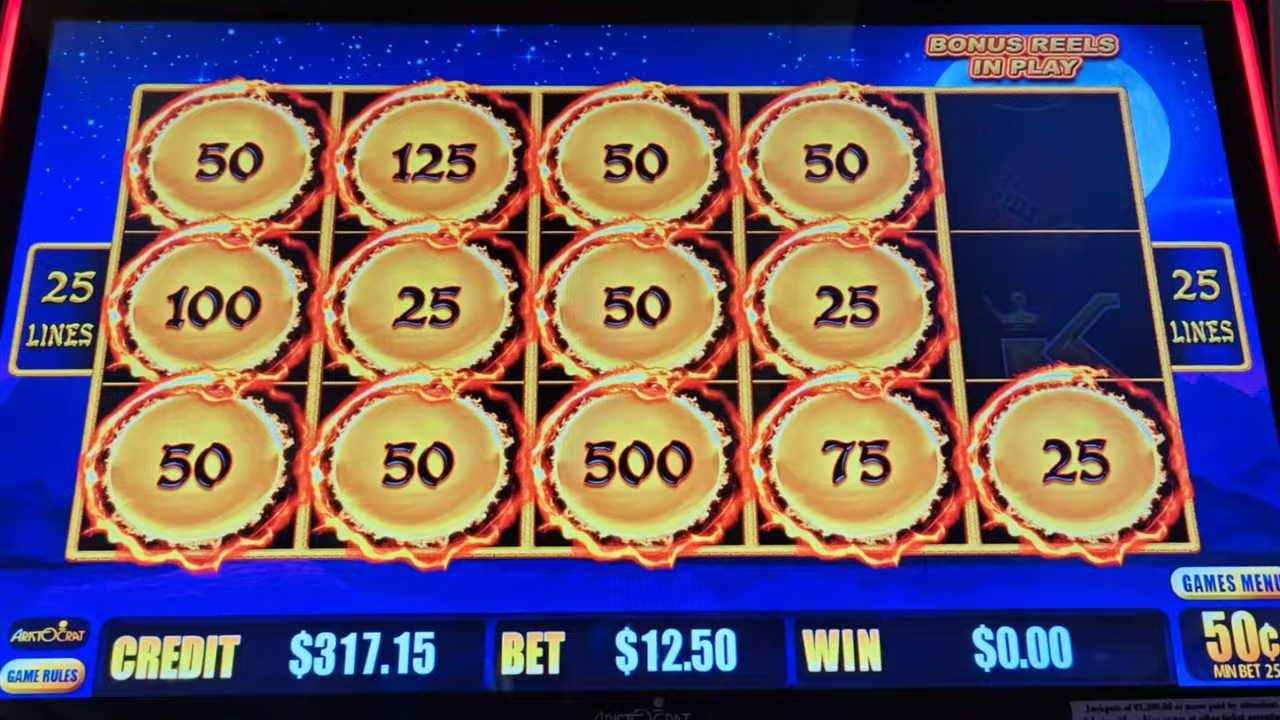 BONUS REELS
IN PLAY
50 125 50 50
100 25 50 25
25
LINES
25
LINES
50 50 500 75 25
GAMES MENU
ARISTOCRAT
GAME RULES
CREDIT $317.15 BET $12.50 WIN $0.00
50¢
MIN BET 25
ARISTOCRAT